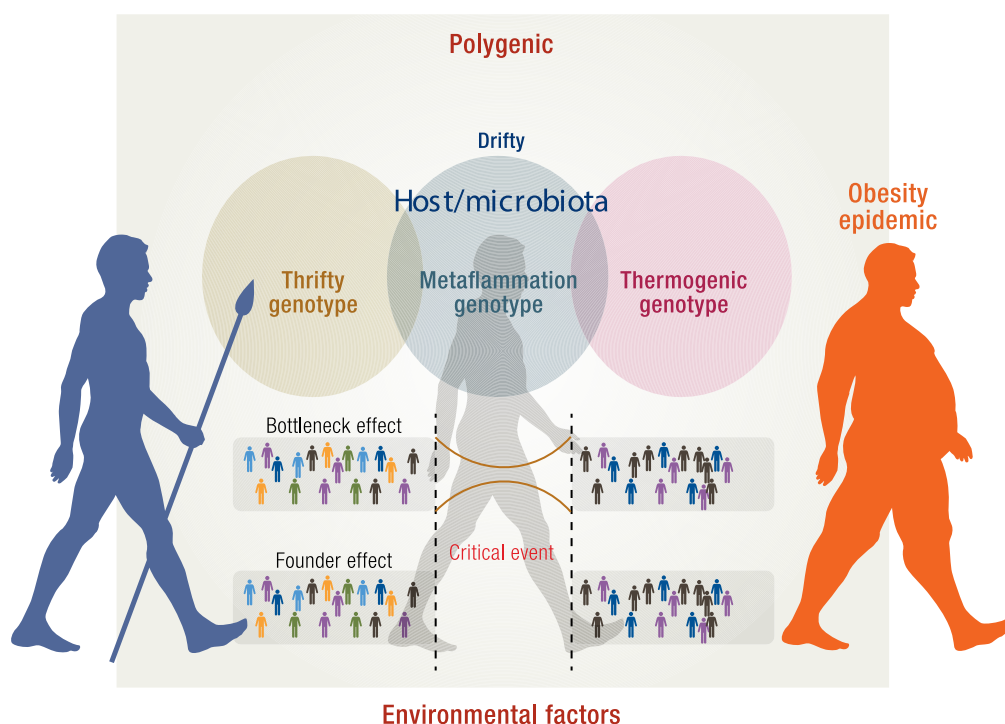 Polygenic
Drifty
Host/microbiota
Obesity
epidemic
Thrifty
genotype
Metaflammation
genotype
Thermogenic
genotype
Bottleneck effect
Critical event
Founder effect
Environmental factors